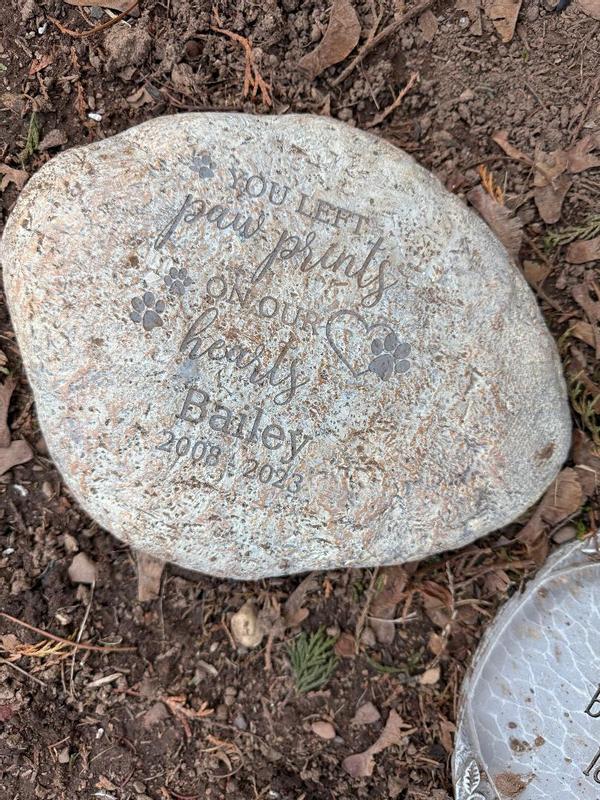 YOU LEFT
paw prints
ON OUR
hearts
Bailey
2008 - 2023